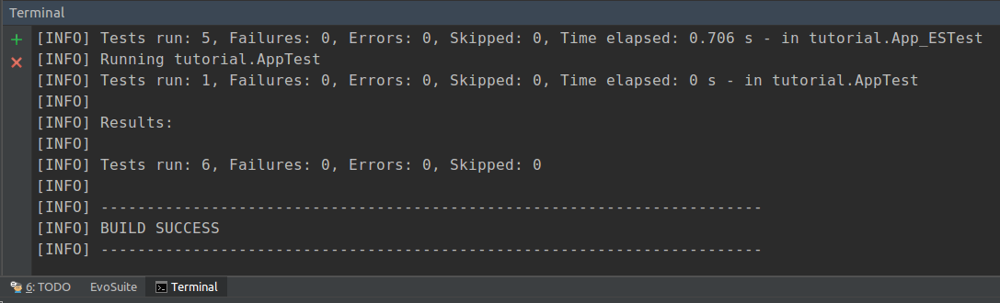 Terminal
[INFO] Tests run: 5, Failures: 0, Errors: 0, Skipped: 0, Time elapsed: 0.706 s - in tutorial.App_ESTest
[INFO] Running tutorial.AppTest
[INFO] Tests run: 1, Failures: 0, Errors: 0, Skipped: 0, Time elapsed: 0 s - in tutorial.AppTest
[INFO]
[INFO] Results:
[INFO]
[INFO] Tests run: 6, Failures: 0, Errors: 0, Skipped: 0
[INFO]
[INFO] ------------------------------------------------------------------------
[INFO] BUILD SUCCESS
[INFO] ------------------------------------------------------------------------
6: TODO EvoSuite Terminal